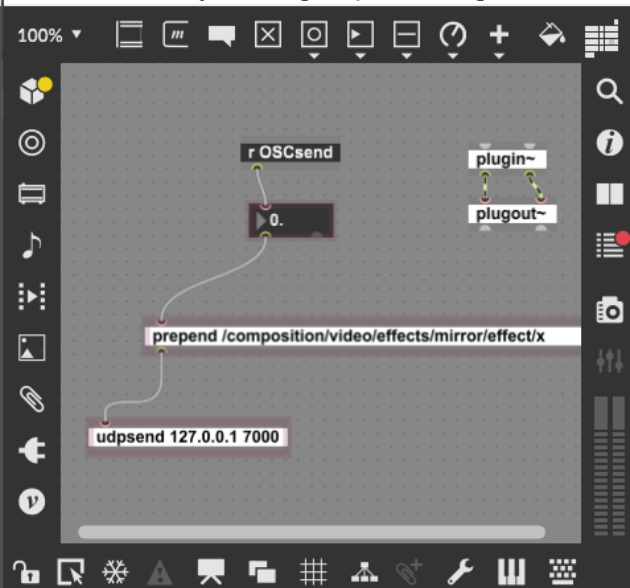 100%
m
r OSCsend
plugin~
0.
plugout~
prepend /composition/video/effects/mirror/effect/x
udpsend 127.0.0.1 7000
v